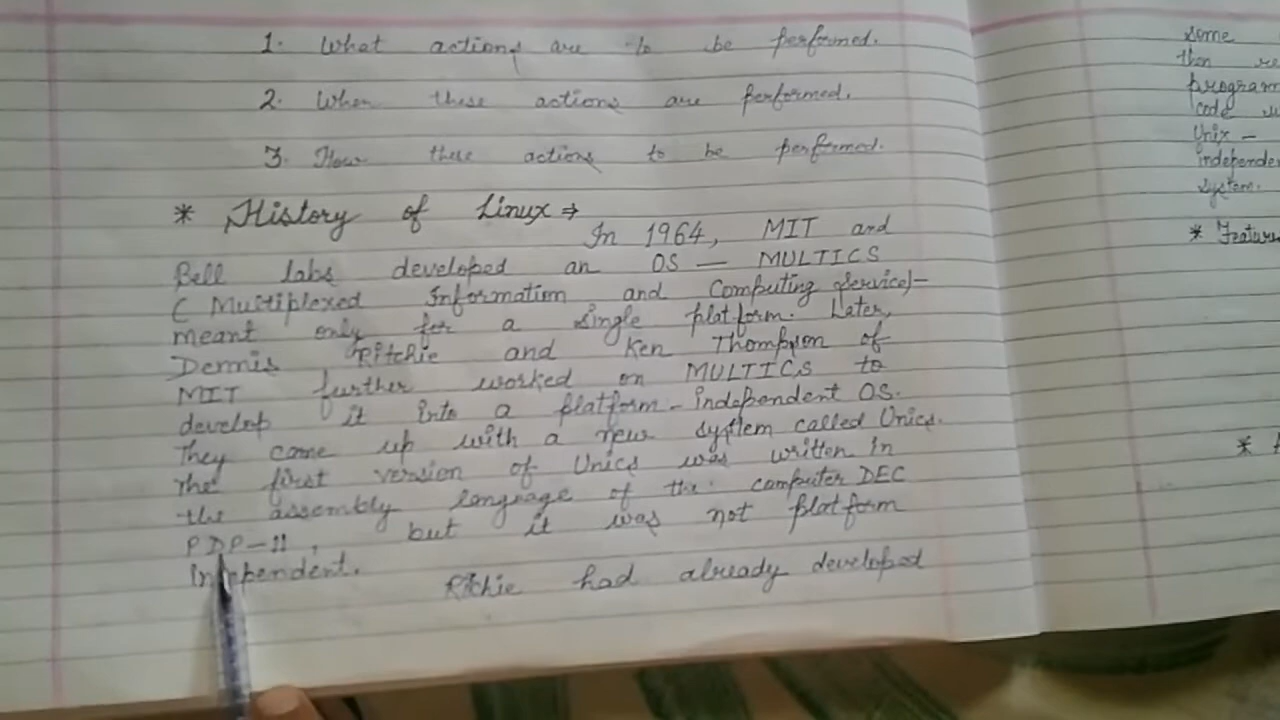 1. What actions are to be performed.
2. When these actions are performed.
3. How these actions to be performed.
* History of Linux ⇒
In 1964, MIT and
Bell labs developed an OS — MULTICS
( Multiplexed Information and Computing Service)-
meant only for a single platform. Later,
Dennis Ritchie and Ken Thompson of
MIT further worked on MULTICS to
develop it into a platform-independent OS.
They came up with a new system called Unics.
The first version of Unics was written in
the assembly language of the computer DEC
PDP-11, but it was not platform
independent.
Ritchie had already developed
some
then
code
Unix —
system.
*
*